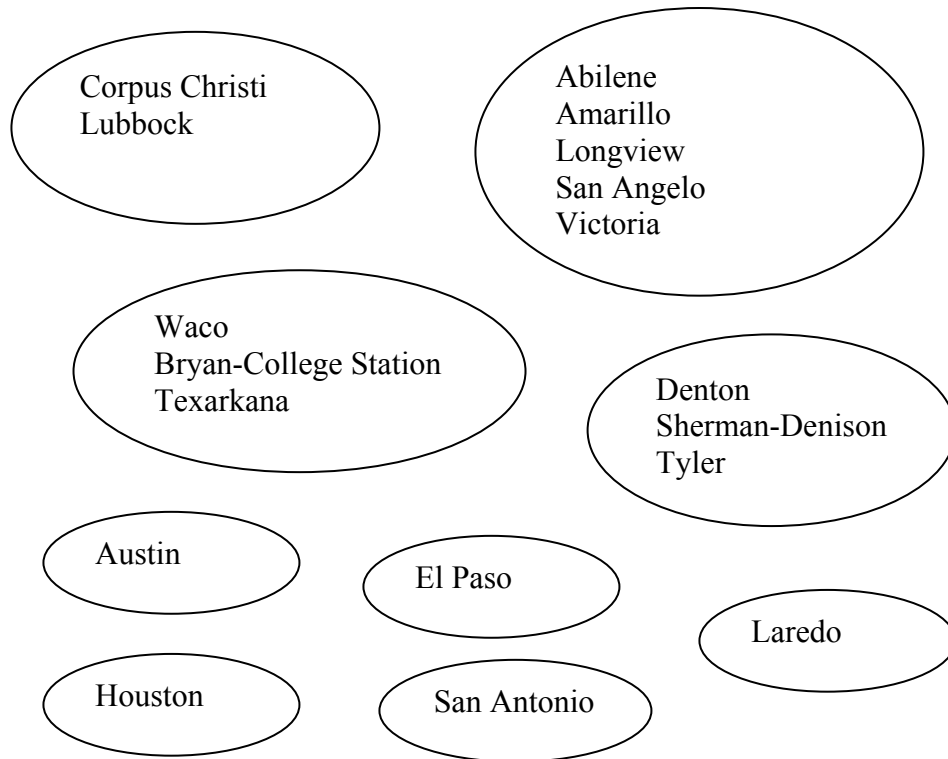 Corpus Christi
Lubbock
Abilene
Amarillo
Longview
San Angelo
Victoria
Waco
Bryan-College Station
Texarkana
Denton
Sherman-Denison
Tyler
Austin
El Paso
Laredo
Houston
San Antonio